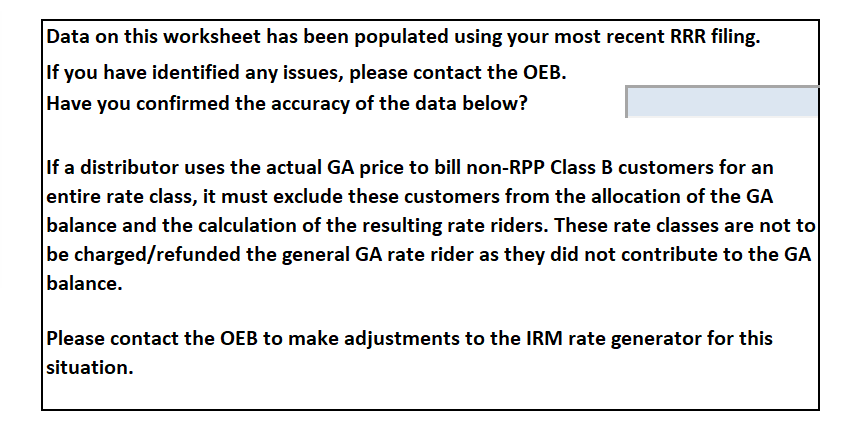 Data on this worksheet has been populated using your most recent RRR filing.
If you have identified any issues, please contact the OEB.
Have you confirmed the accuracy of the data below?
If a distributor uses the actual GA price to bill non-RPP Class B customers for an
entire rate class, it must exclude these customers from the allocation of the GA
balance and the calculation of the resulting rate riders. These rate classes are not to
be charged/refunded the general GA rate rider as they did not contribute to the GA
balance.
Please contact the OEB to make adjustments to the IRM rate generator for this
situation.